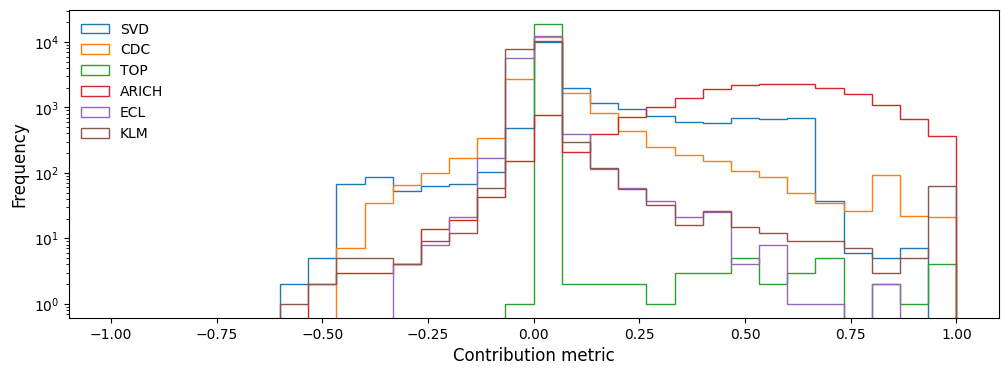 SVD
CDC
TOP
ARICH
ECL
KLM
Frequency
10⁴
10³
10²
10¹
10⁰
−1.00 −0.75 −0.50 −0.25 0.00 0.25 0.50 0.75 1.00
Contribution metric